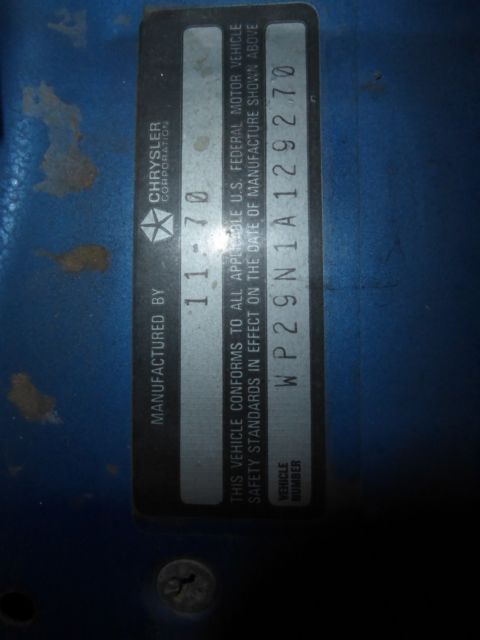 MANUFACTURED BY CHRYSLER
CORPORATION
11-70
THIS VEHICLE CONFORMS TO ALL APPLICABLE U.S. FEDERAL MOTOR VEHICLE
SAFETY STANDARDS IN EFFECT ON THE DATE OF MANUFACTURE SHOWN ABOVE
VEHICLE
NUMBER
WP29N1A129270